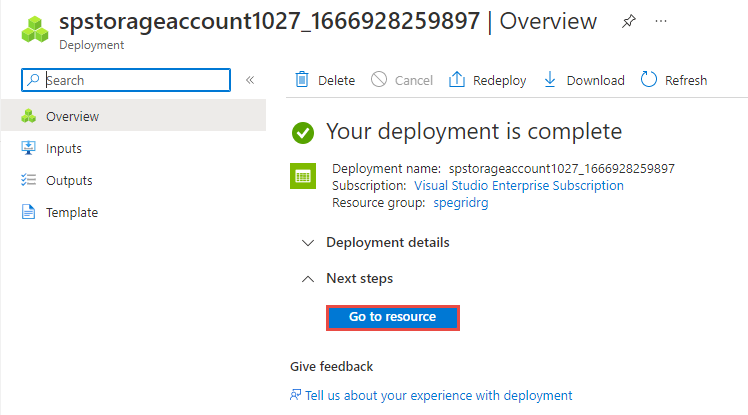 spstorageaccount1027_1666928259897 | Overview
Deployment
Search
Overview
Inputs
Outputs
Template
Delete Cancel Redeploy Download Refresh
Your deployment is complete
Deployment name: spstorageaccount1027_1666928259897
Subscription: Visual Studio Enterprise Subscription
Resource group: spegridrg
Deployment details
Next steps
Go to resource
Give feedback
Tell us about your experience with deployment